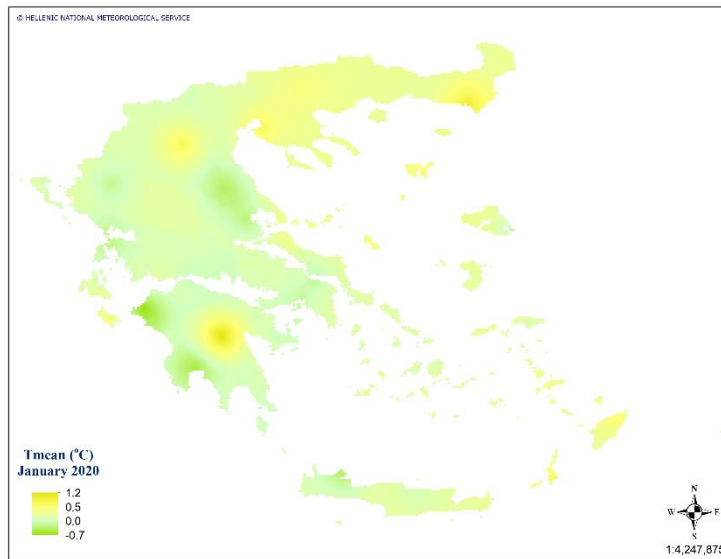 © HELLENIC NATIONAL METEOROLOGICAL SERVICE
Tmean (°C)
January 2020
1.2
0.5
0.0
-0.7
N
W E
S
1:4,247,875